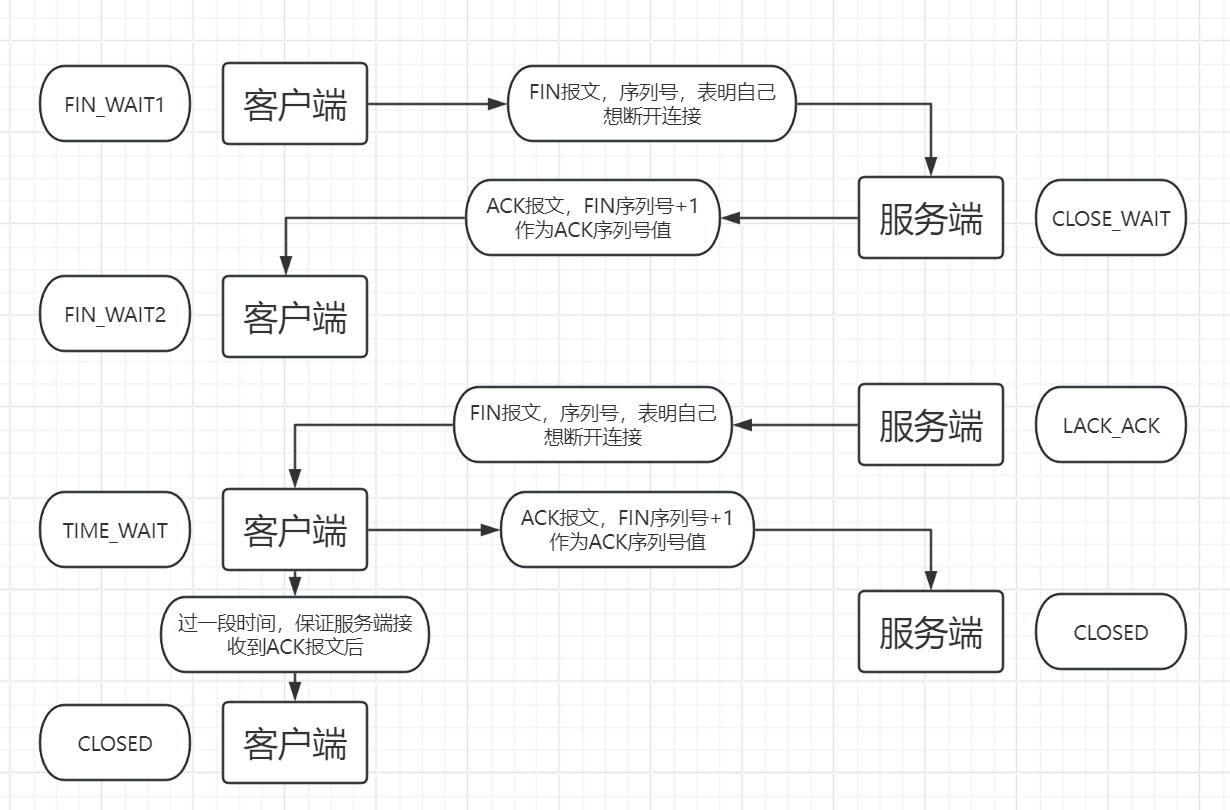 FIN_WAIT1
客户端
FIN报文，序列号，表明自己
想断开连接
服务端
CLOSE_WAIT
ACK报文，FIN序列号+1
作为ACK序列号值
FIN_WAIT2
客户端
FIN报文，序列号，表明自己
想断开连接
服务端
LACK_ACK
TIME_WAIT
客户端
ACK报文，FIN序列号+1
作为ACK序列号值
过一段时间，保证服务端接
收到ACK报文后
服务端
CLOSED
CLOSED
客户端